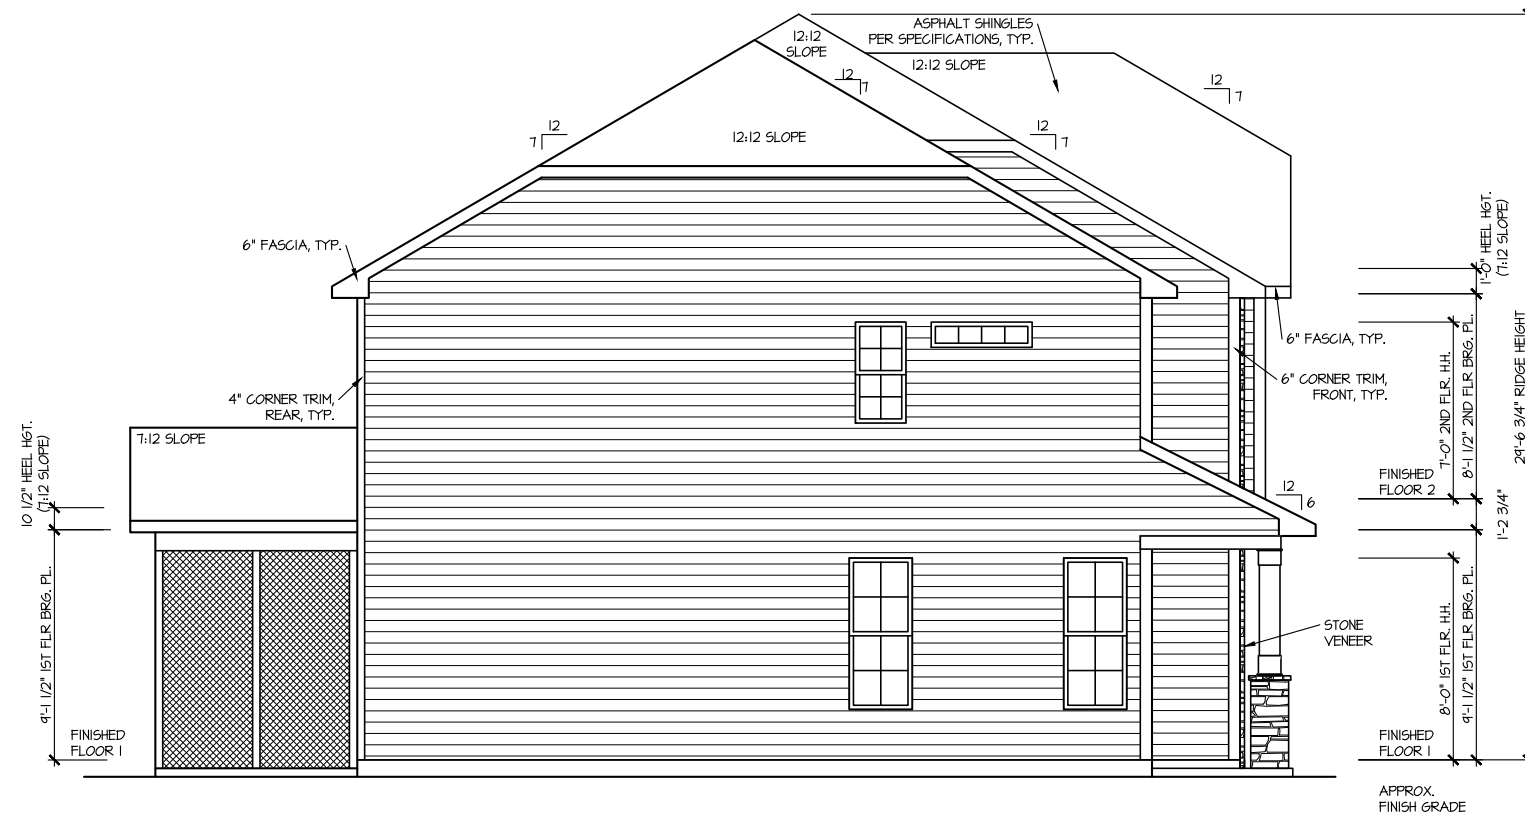 ASPHALT SHINGLES
PER SPECIFICATIONS, TYP.
12:12
SLOPE
12:12 SLOPE
12
7
12
7
12
7
12
7
12:12 SLOPE
6" FASCIA, TYP.
4" CORNER TRIM,
REAR, TYP.
7:12 SLOPE
10 1/2" HEEL HGT.
(7:12 SLOPE)
9'-1 1/2" 1ST FLR BRG. PL.
FINISHED
FLOOR 1
1'-0" HEEL HGT.
(7:12 SLOPE)
6" FASCIA, TYP.
6" CORNER TRIM,
FRONT, TYP.
7'-0" 2ND FLR. H.H.
8'-1 1/2" 2ND FLR BRG. PL.
29'-6 3/4" RIDGE HEIGHT
FINISHED
FLOOR 2
12
6
1'-2 3/4"
STONE
VENEER
8'-0" 1ST FLR. H.H.
9'-1 1/2" 1ST FLR BRG. PL.
FINISHED
FLOOR 1
APPROX.
FINISH GRADE